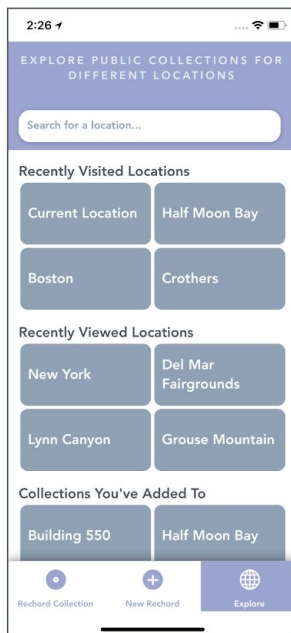 2:26
EXPLORE PUBLIC COLLECTIONS FOR
DIFFERENT LOCATIONS
Search for a location...
Recently Visited Locations
Current Location
Half Moon Bay
Boston
Crothers
Recently Viewed Locations
New York
Del Mar
Fairgrounds
Lynn Canyon
Grouse Mountain
Collections You've Added To
Building 550
Half Moon Bay
Rechord Collection
New Rechord
Explore